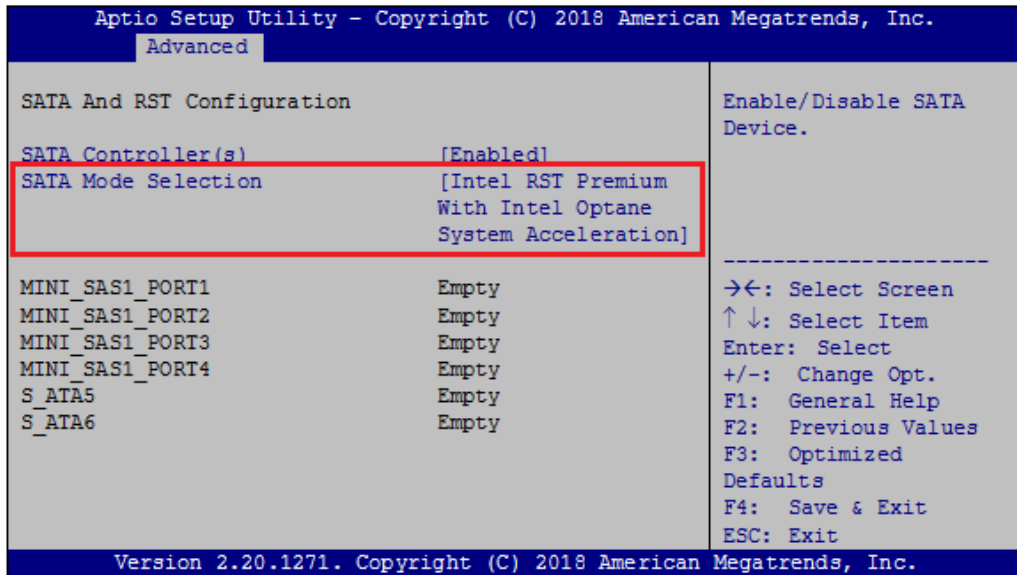 Aptio Setup Utility - Copyright (C) 2018 American Megatrends, Inc.
Advanced
SATA And RST Configuration
SATA Controller(s) [Enabled]
SATA Mode Selection [Intel RST Premium
With Intel Optane
System Acceleration]
MINI_SAS1_PORT1 Empty
MINI_SAS1_PORT2 Empty
MINI_SAS1_PORT3 Empty
MINI_SAS1_PORT4 Empty
S_ATA5 Empty
S_ATA6 Empty
Enable/Disable SATA
Device.
---------------------
→←: Select Screen
↑ ↓: Select Item
Enter: Select
+/-: Change Opt.
F1: General Help
F2: Previous Values
F3: Optimized
Defaults
F4: Save & Exit
ESC: Exit
Version 2.20.1271. Copyright (C) 2018 American Megatrends, Inc.